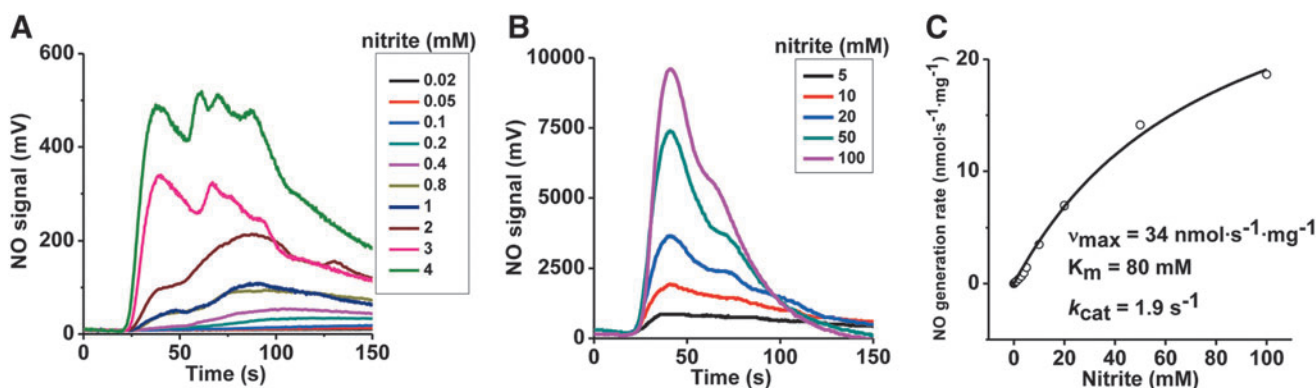 A
nitrite (mM)
0.02
0.05
0.1
0.2
0.4
0.8
1
2
3
4
NO signal (mV)
600
400
200
0
0 50 100 150
Time (s)
B
nitrite (mM)
5
10
20
50
100
NO signal (mV)
10000
7500
5000
2500
0
0 50 100 150
Time (s)
C
NO generation rate (nmol·s⁻¹·mg⁻¹)
20
10
0
νmax = 34 nmol·s⁻¹·mg⁻¹
Km = 80 mM
kcat = 1.9 s⁻¹
0 20 40 60 80 100
Nitrite (mM)